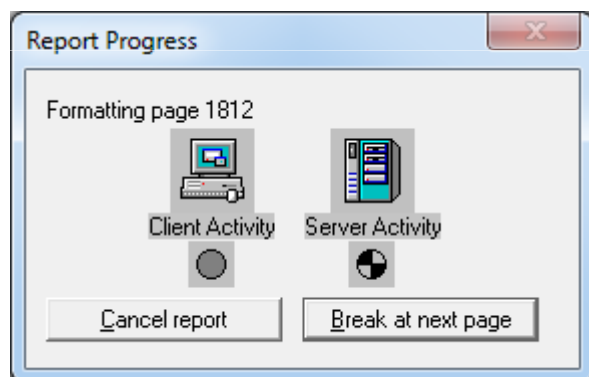 Report Progress
Formatting page 1812
Client Activity Server Activity
Cancel report Break at next page